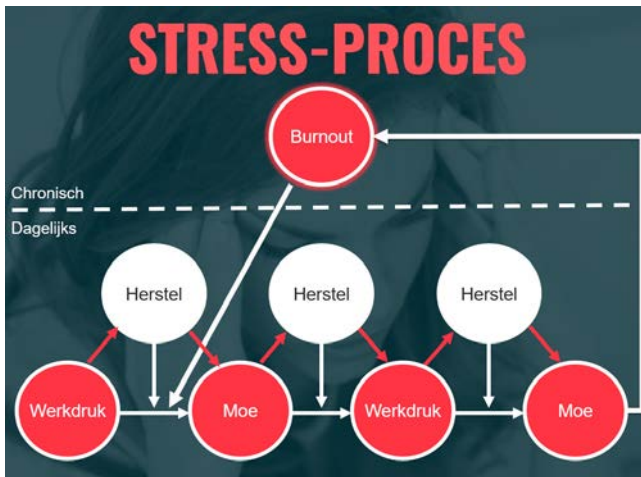 STRESS-PROCES
Burnout
Chronisch
Dagelijks
Herstel
Herstel
Herstel
Werkdruk
Moe
Werkdruk
Moe